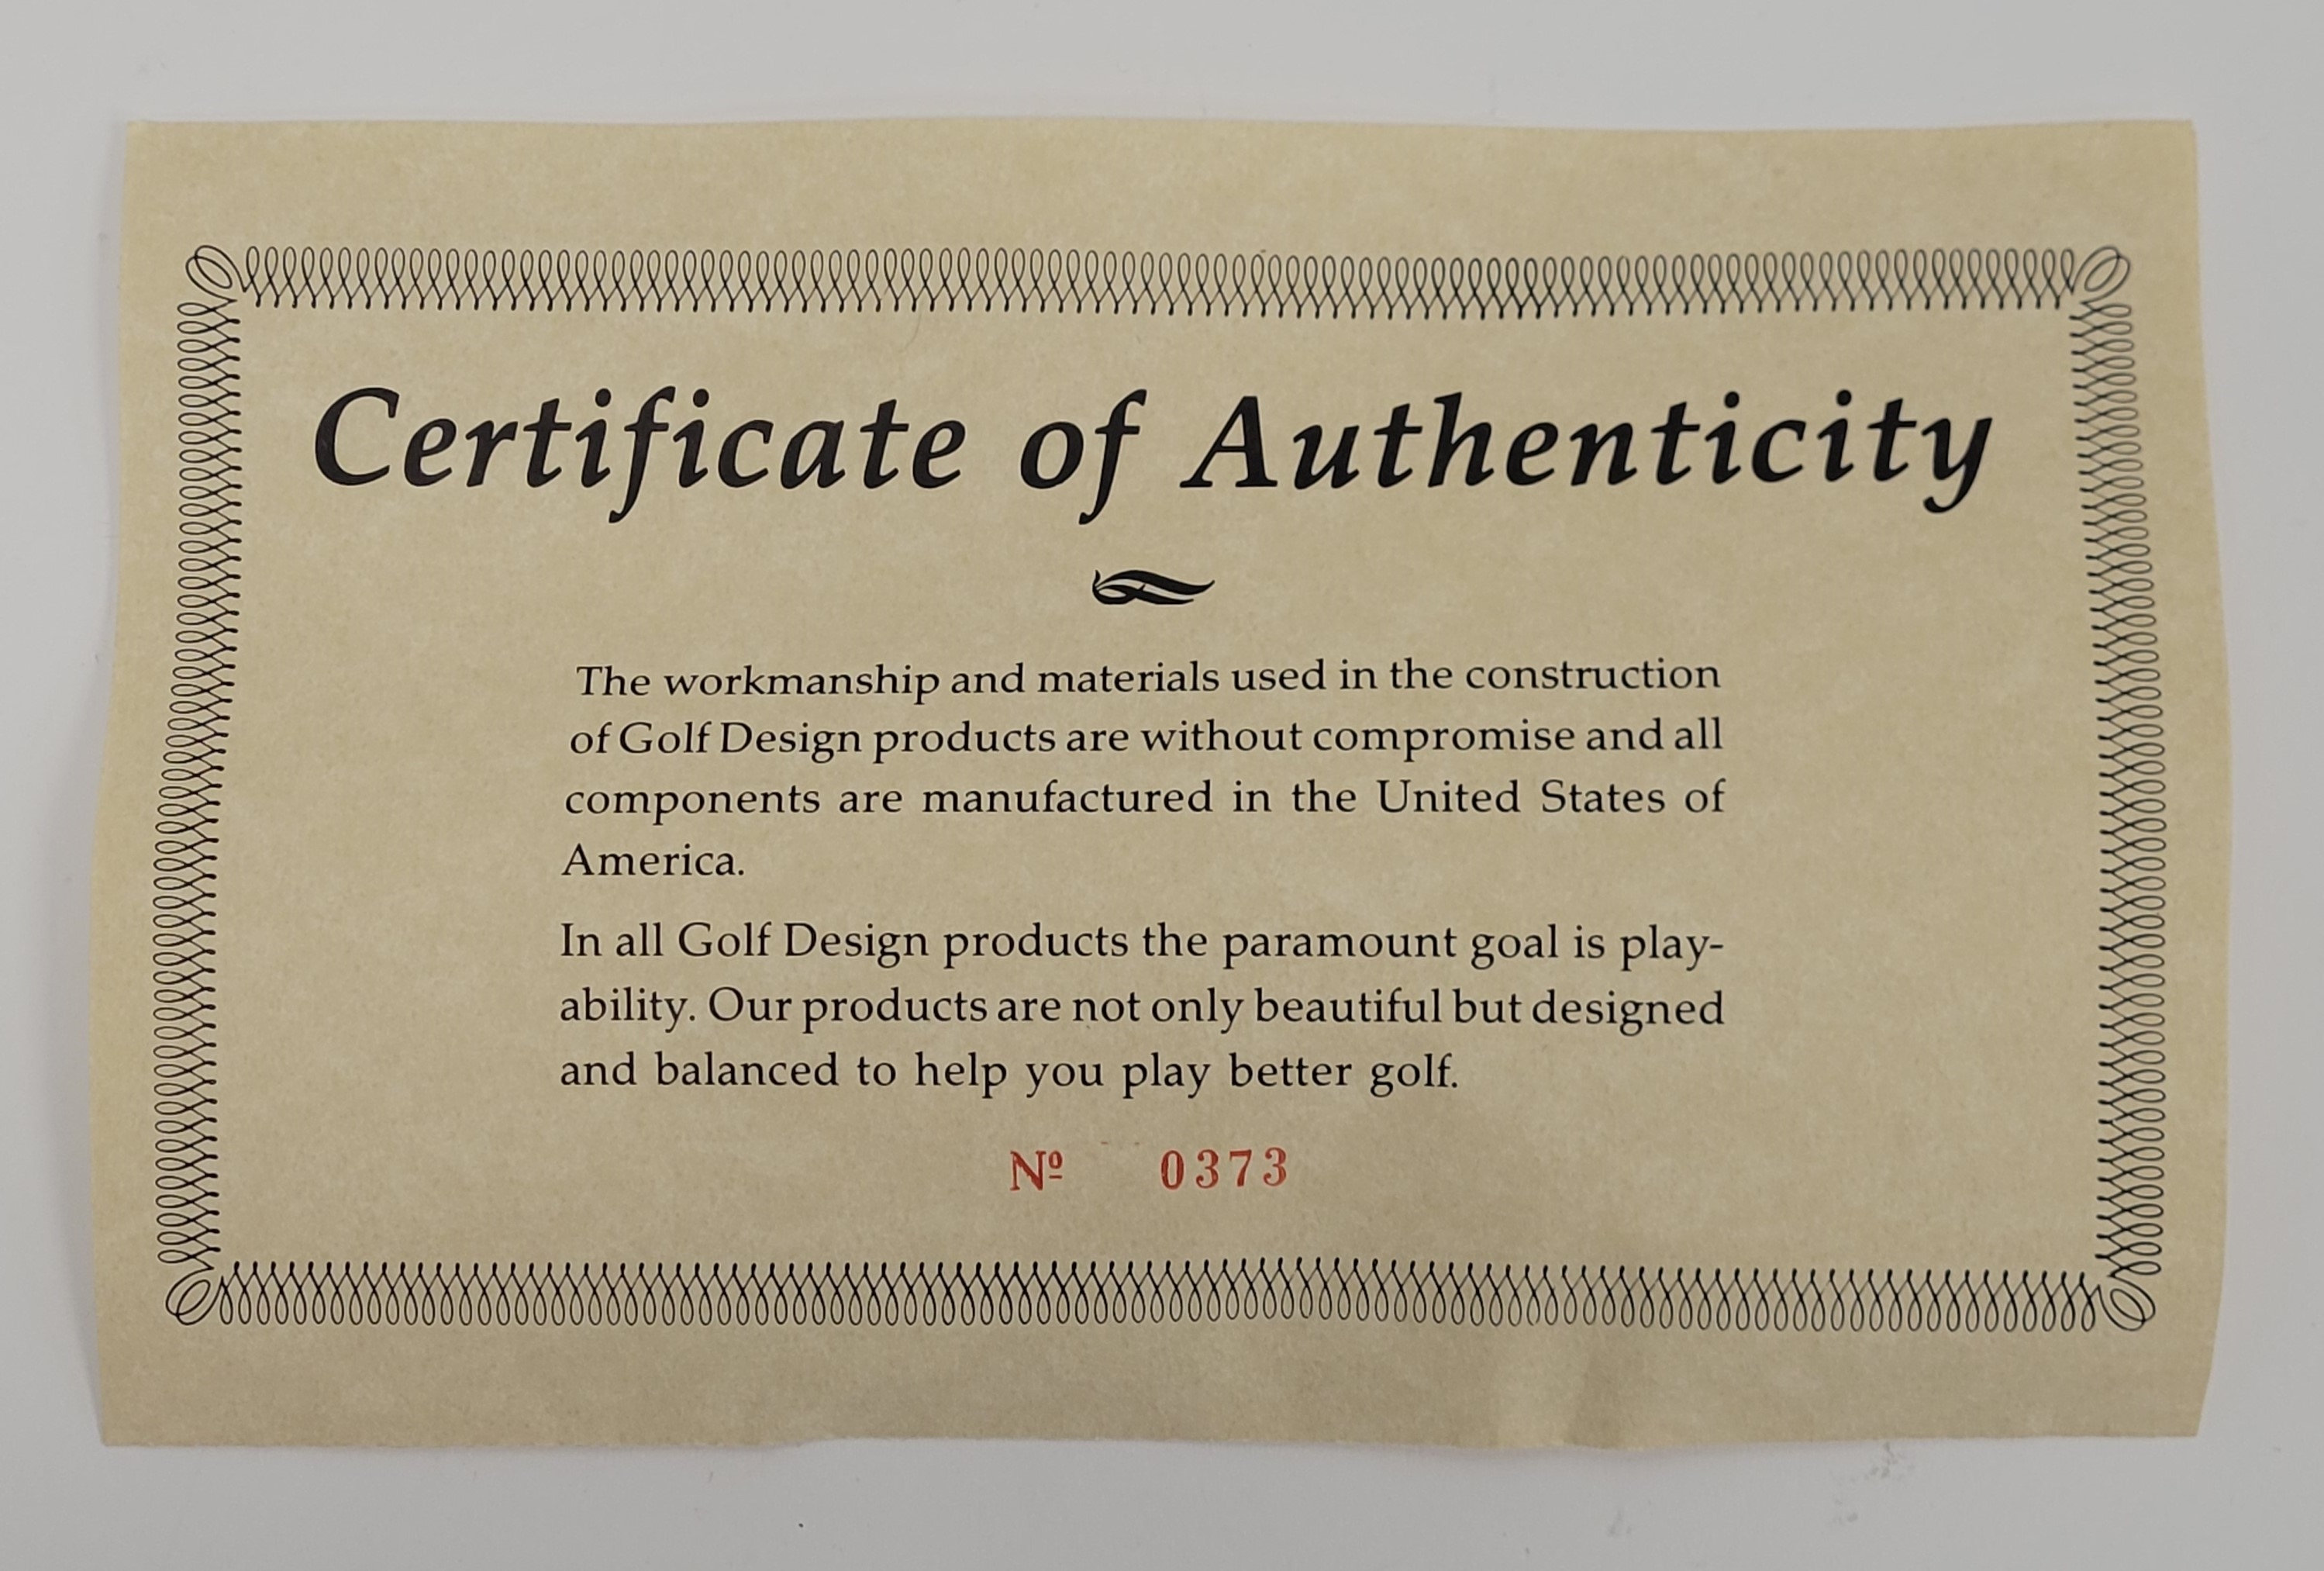 Certificate of Authenticity
The workmanship and materials used in the construction
of Golf Design products are without compromise and all
components are manufactured in the United States of
America.
In all Golf Design products the paramount goal is play-
ability. Our products are not only beautiful but designed
and balanced to help you play better golf.
Nº 0373